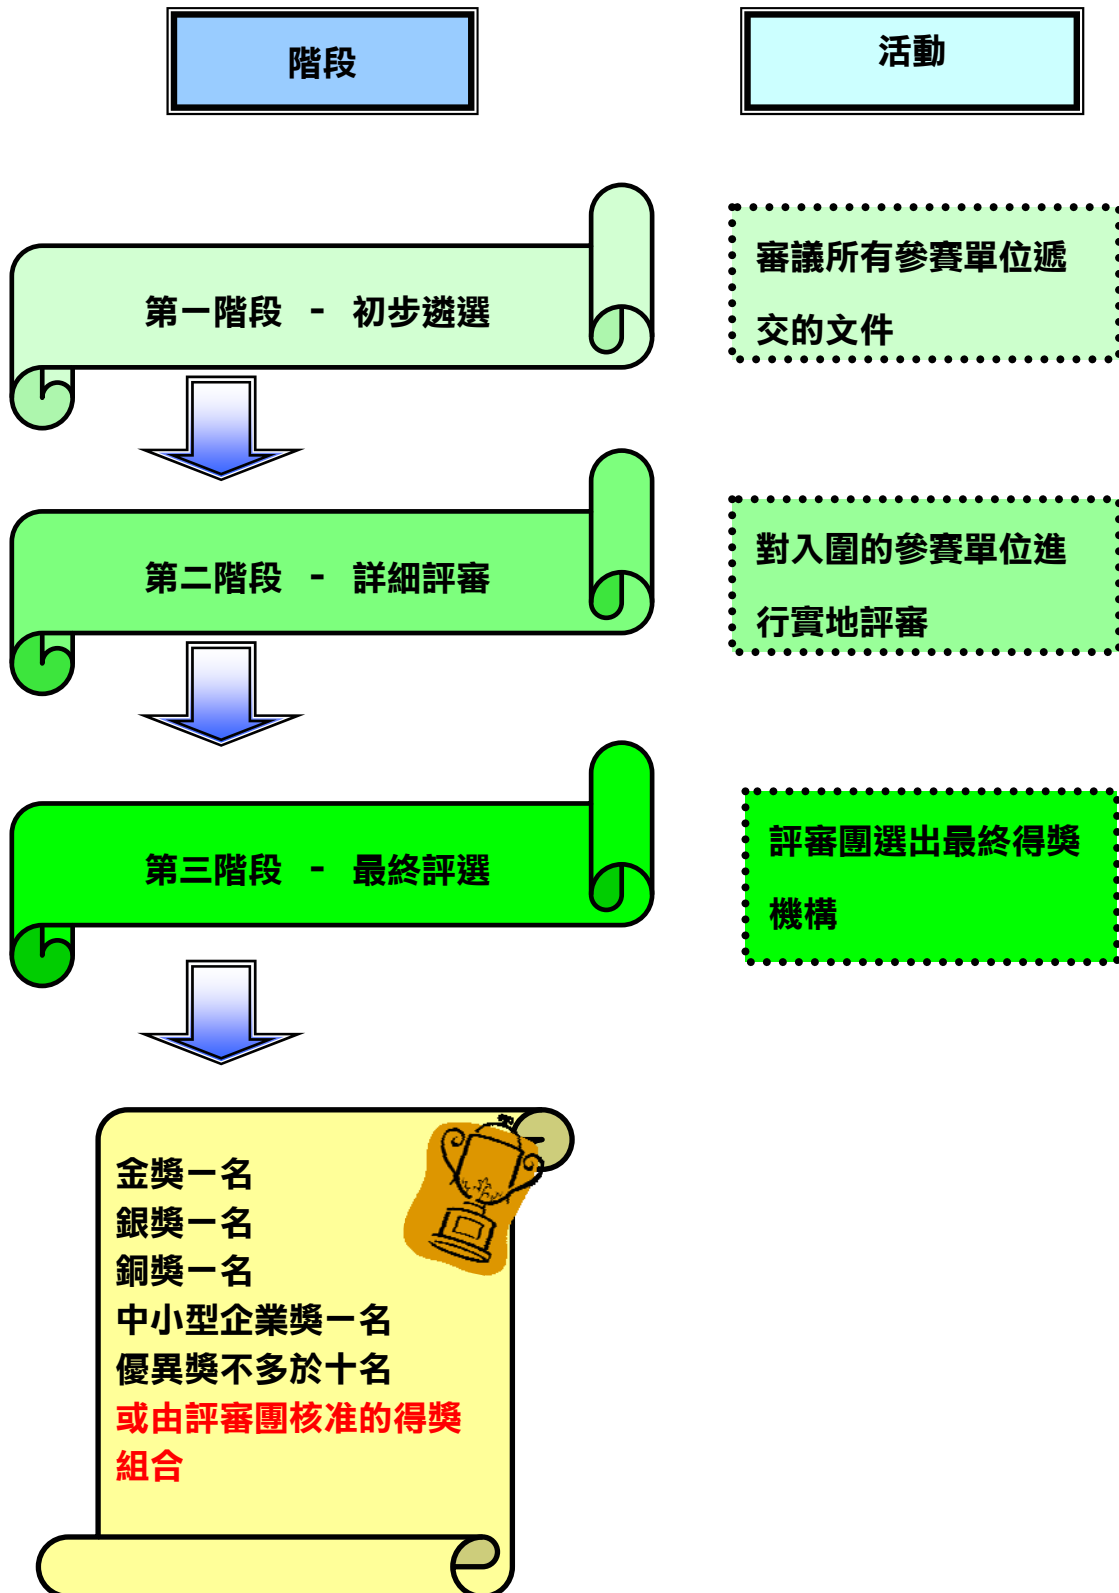 階段
活動
第一階段 - 初步遴選
審議所有參賽單位遞
交的文件
第二階段 - 詳細評審
對入圍的參賽單位進
行實地評審
第三階段 - 最終評選
評審團選出最終得獎
機構
金獎一名
銀獎一名
銅獎一名
中小型企業獎一名
優異獎不多於十名
或由評審團核准的得獎
組合